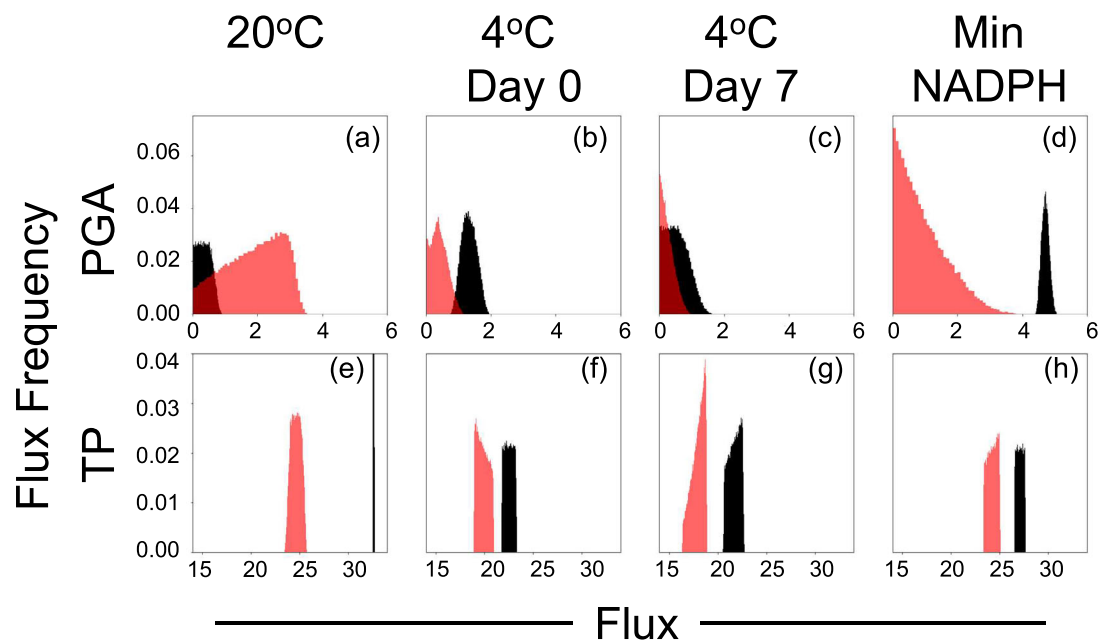 20°C
4°C
Day 0
4°C
Day 7
Min
NADPH
Flux Frequency
PGA
0.06
0.04
0.02
0.00
(a)
0 2 4 6
(b)
0 2 4 6
(c)
0 2 4 6
(d)
0 2 4 6
TP
0.04
0.03
0.02
0.01
0.00
(e)
15 20 25 30
(f)
15 20 25 30
(g)
15 20 25 30
(h)
15 20 25 30
Flux